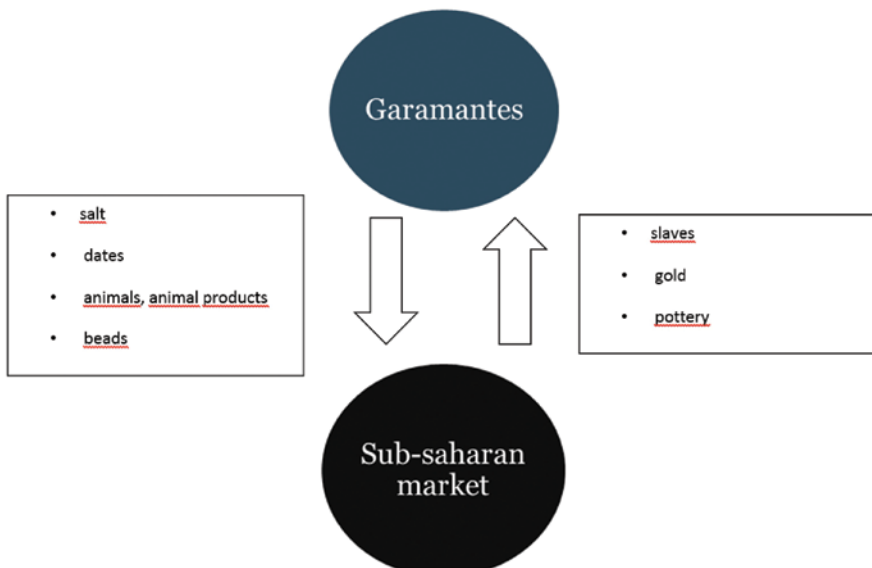 Garamantes
• salt
• dates
• animals, animal products
• beads
• slaves
• gold
• pottery
Sub-saharan
market